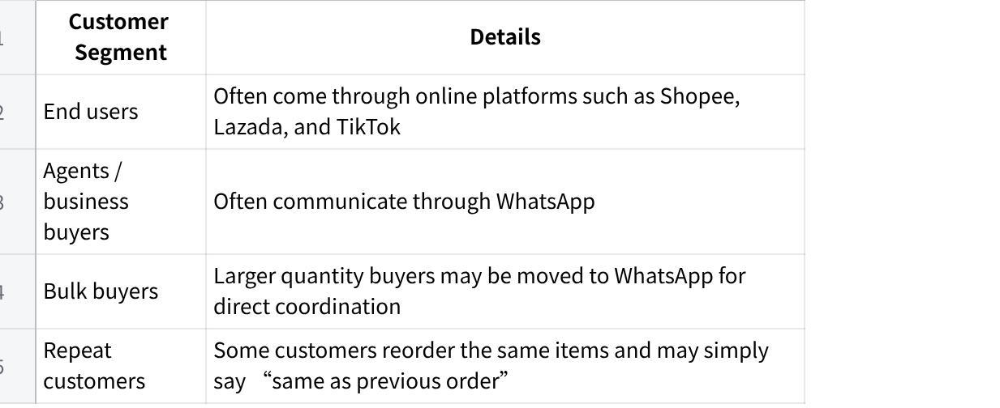 Customer
Segment
Details
End users
Often come through online platforms such as Shopee,
Lazada, and TikTok
Agents /
business
buyers
Often communicate through WhatsApp
Bulk buyers
Larger quantity buyers may be moved to WhatsApp for
direct coordination
Repeat
customers
Some customers reorder the same items and may simply
say “same as previous order”